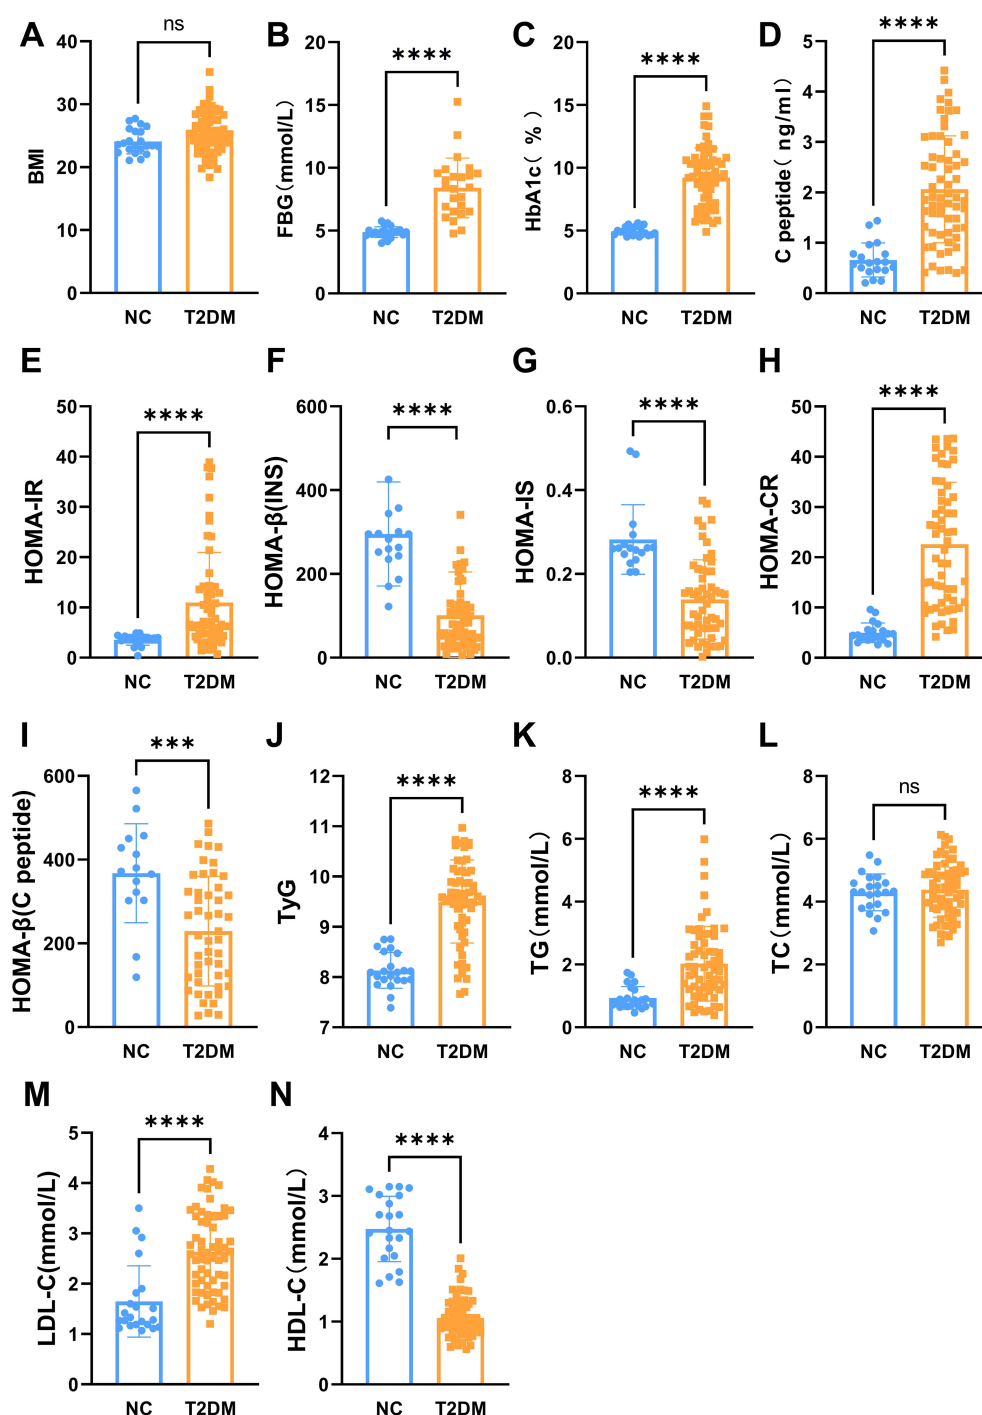 A
BMI
40
30
20
10
0
ns
NC T2DM
B
FBG(mmol/L)
20
15
10
5
0
****
NC T2DM
C
HbA1c( % )
20
15
10
5
0
****
NC T2DM
D
C peptide( ng/ml)
5
4
3
2
1
0
****
NC T2DM
E
HOMA-IR
50
40
30
20
10
0
****
NC T2DM
F
HOMA-β(INS)
600
400
200
0
****
NC T2DM
G
HOMA-IS
0.6
0.4
0.2
0.0
****
NC T2DM
H
HOMA-CR
50
40
30
20
10
0
****
NC T2DM
I
HOMA-β(C peptide)
600
400
200
0
***
NC T2DM
J
TyG
12
11
10
9
8
7
****
NC T2DM
K
TG(mmol/L)
8
6
4
2
0
****
NC T2DM
L
TC(mmol/L)
8
6
4
2
0
ns
NC T2DM
M
LDL-C(mmol/L)
5
4
3
2
1
0
****
NC T2DM
N
HDL-C(mmol/L)
4
3
2
1
0
****
NC T2DM